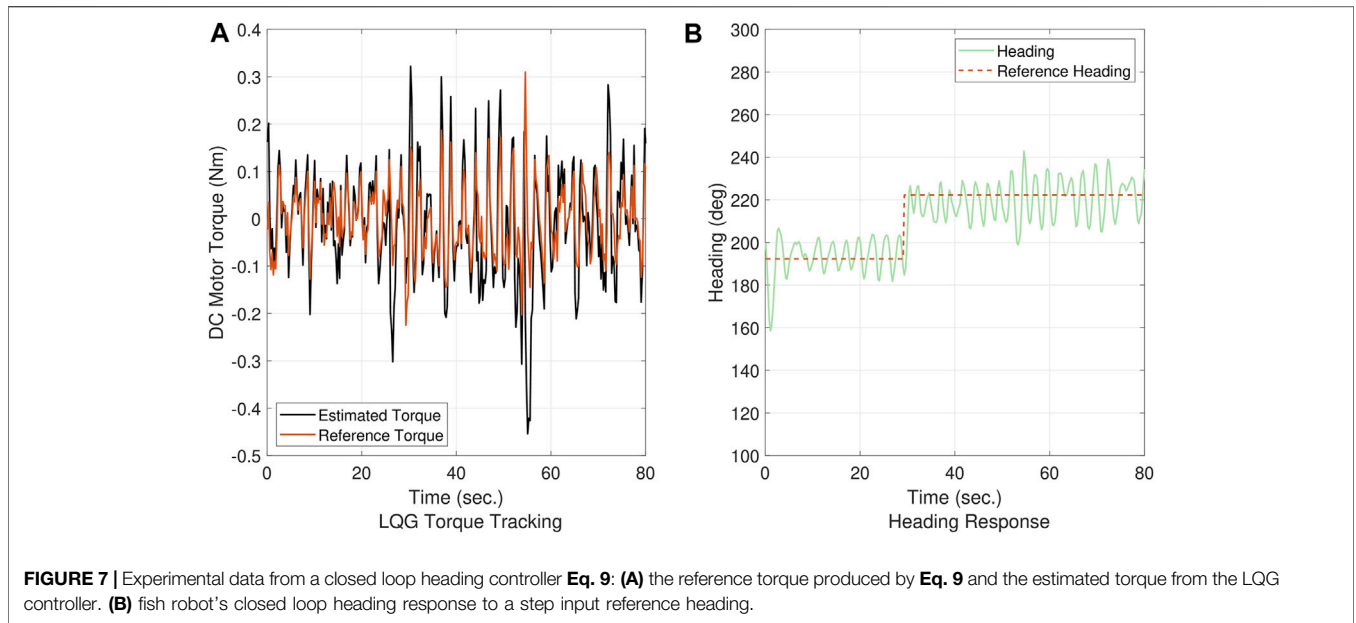 A
0.4
0.3
0.2
0.1
0
-0.1
-0.2
-0.3
-0.4
-0.5
DC Motor Torque (Nm)
Estimated Torque
Reference Torque
0 20 40 60 80
Time (sec.)
LQG Torque Tracking
B
300
280
260
240
220
200
180
160
140
120
100
Heading (deg)
Heading
Reference Heading
0 20 40 60 80
Time (sec.)
Heading Response
FIGURE 7 | Experimental data from a closed loop heading controller Eq. 9: (A) the reference torque produced by Eq. 9 and the estimated torque from the LQG
controller. (B) fish robot's closed loop heading response to a step input reference heading.